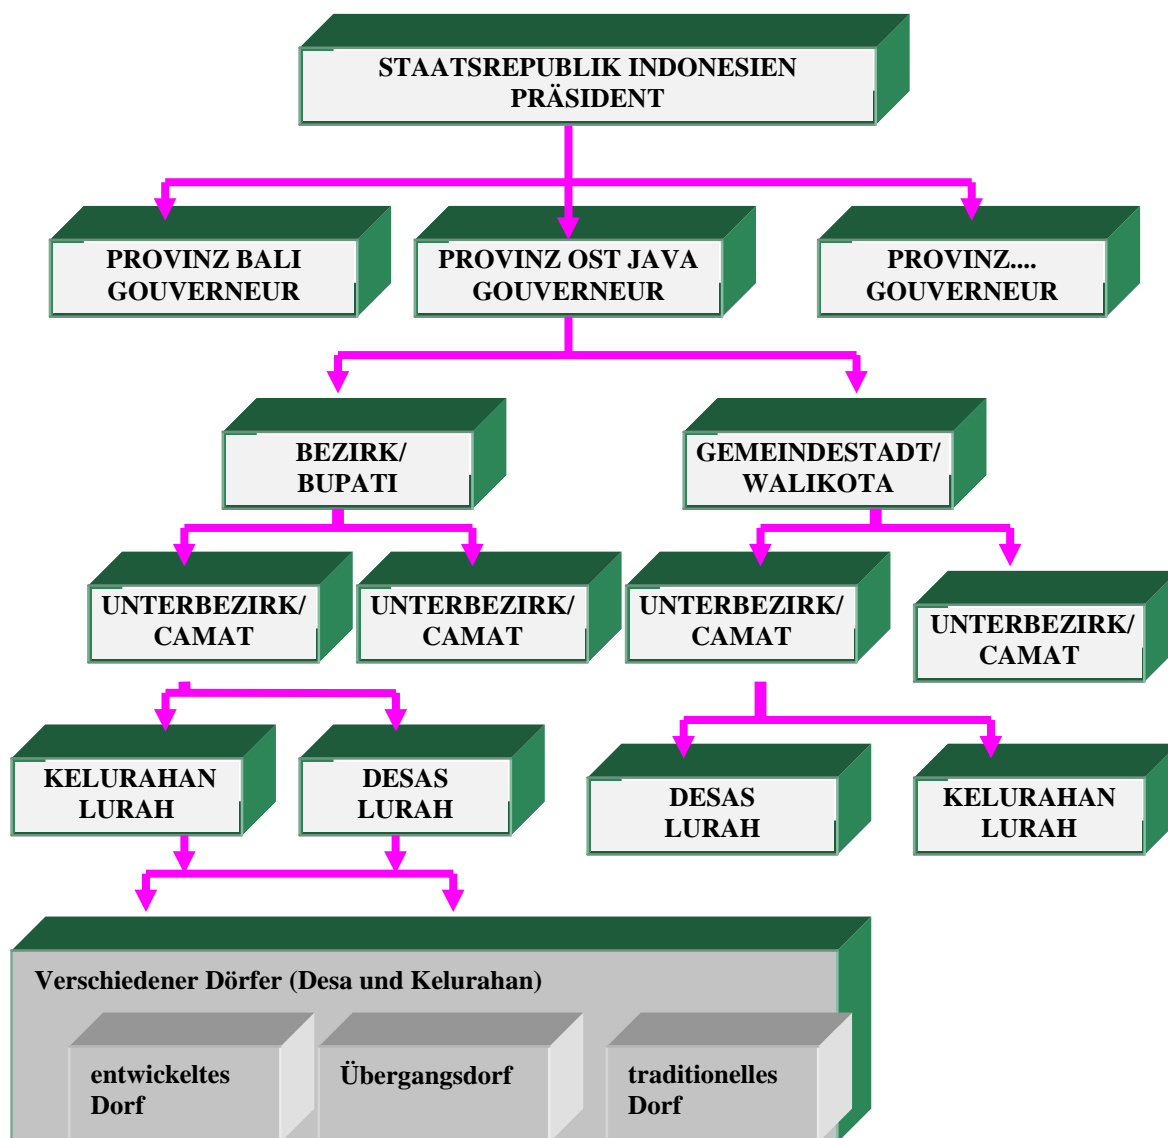 STAATSREPUBLIK INDONESIEN
PRÄSIDENT
PROVINZ BALI
GOUVERNEUR
PROVINZ OST JAVA
GOUVERNEUR
PROVINZ....
GOUVERNEUR
BEZIRK/
BUPATI
GEMEINDESTADT/
WALIKOTA
UNTERBEZIRK/
CAMAT
UNTERBEZIRK/
CAMAT
UNTERBEZIRK/
CAMAT
UNTERBEZIRK/
CAMAT
KELURAHAN
LURAH
DESAS
LURAH
DESAS
LURAH
KELURAHAN
LURAH
Verschiedener Dörfer (Desa und Kelurahan)
entwickeltes
Dorf
Übergangsdorf
traditionelles
Dorf